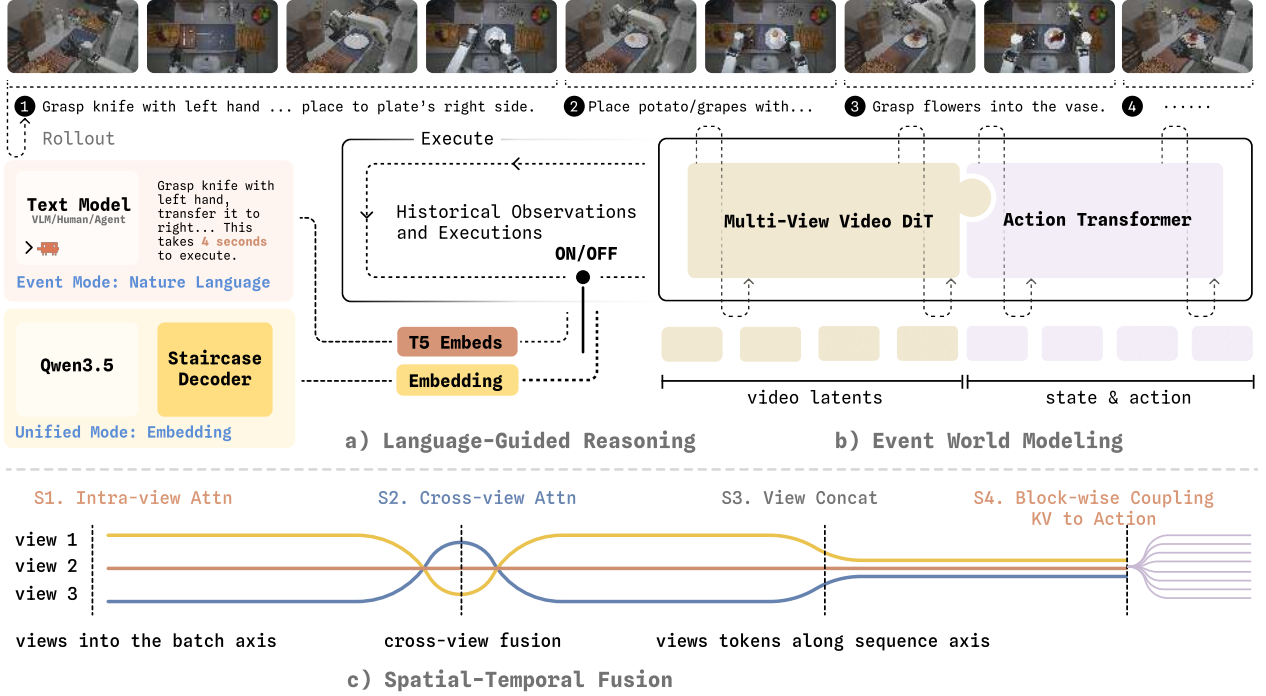 1 Grasp knife with left hand ... place to plate's right side.
2 Place potato/grapes with...
3 Grasp flowers into the vase.
4 ......
Rollout
Text Model
VLM/Human/Agent
Grasp knife with
left hand,
transfer it to
right... This
takes 4 seconds
to execute.
Event Mode: Nature Language
Qwen3.5
Staircase
Decoder
Unified Mode: Embedding
Execute
Historical Observations
and Executions
ON/OFF
T5 Embeds
Embedding
a) Language-Guided Reasoning
Multi-View Video DiT
Action Transformer
video latents
state & action
b) Event World Modeling
S1. Intra-view Attn
S2. Cross-view Attn
S3. View Concat
S4. Block-wise Coupling
KV to Action
view 1
view 2
view 3
views into the batch axis
cross-view fusion
views tokens along sequence axis
c) Spatial-Temporal Fusion